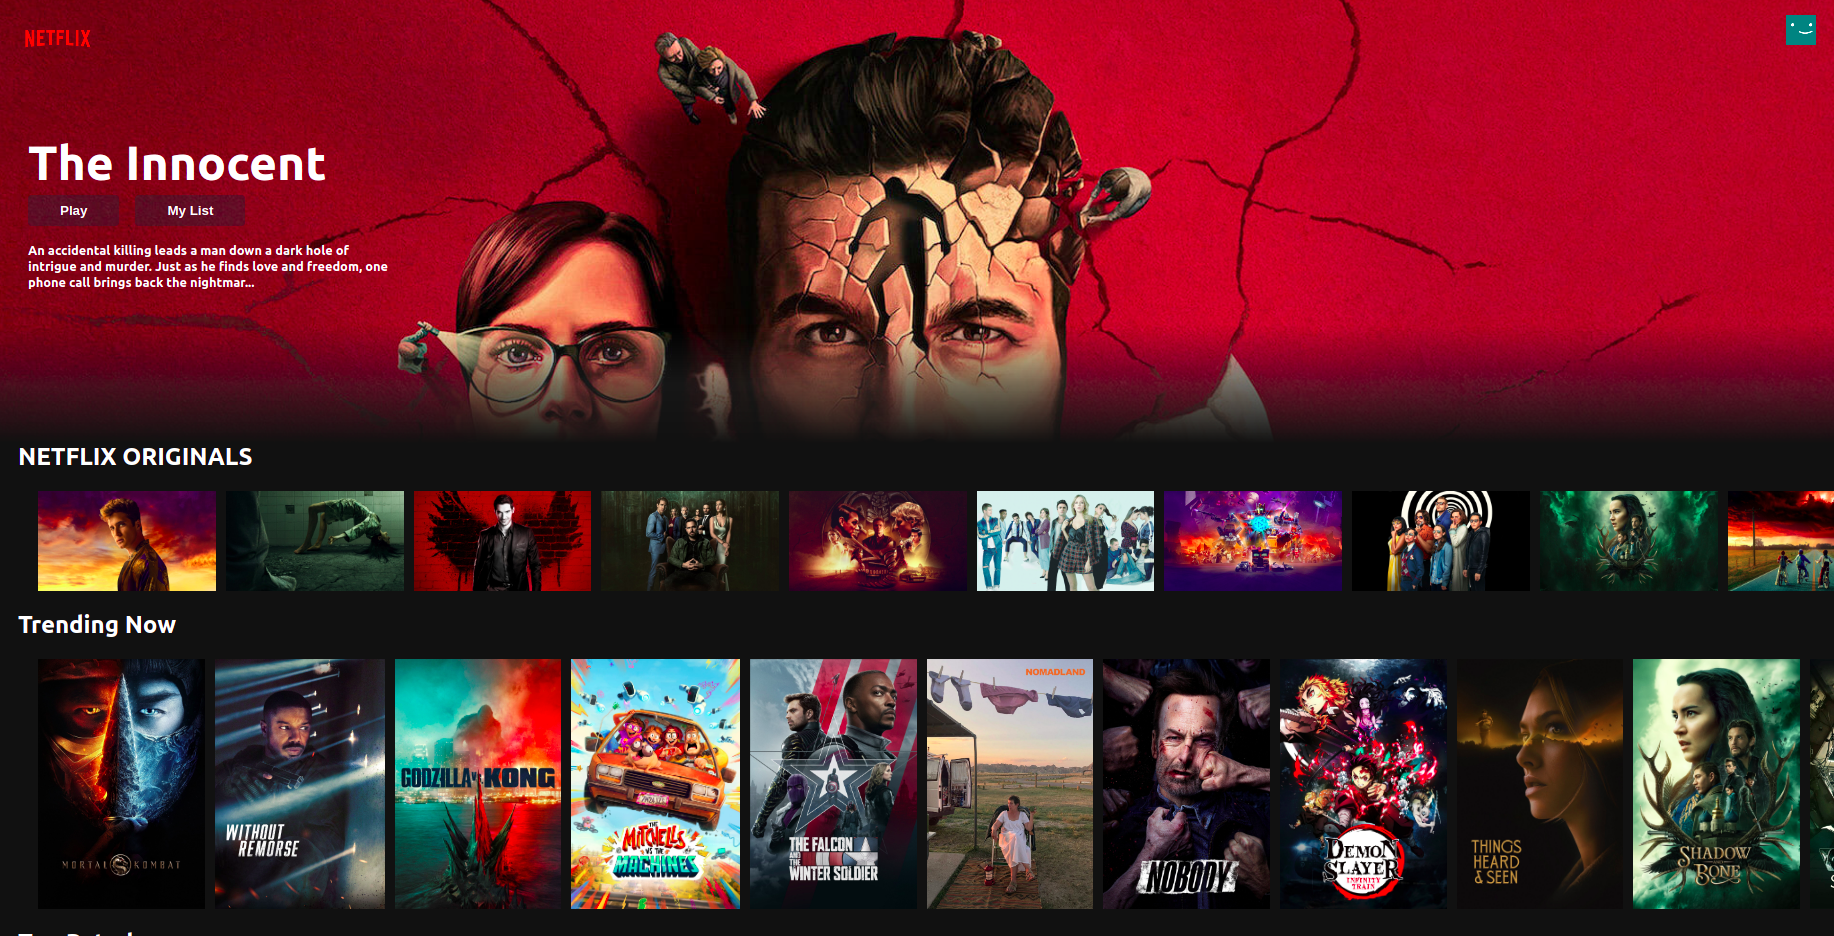 NETFLIX
The Innocent
Play
My List
An accidental killing leads a man down a dark hole of
intrigue and murder. Just as he finds love and freedom, one
phone call brings back the nightmar...
NETFLIX ORIGINALS
Trending Now
MORTAL KOMBAT
WITHOUT
REMORSE
GODZILLA VS. KONG
THE
MITCHELLS
VS THE
MACHINES
THE FALCON
AND THE
WINTER SOLDIER
NOMADLAND
NOBODY
DEMON
SLAYER
INFINITY
TRAIN
THINGS
HEARD
& SEEN
SHADOW
BONE